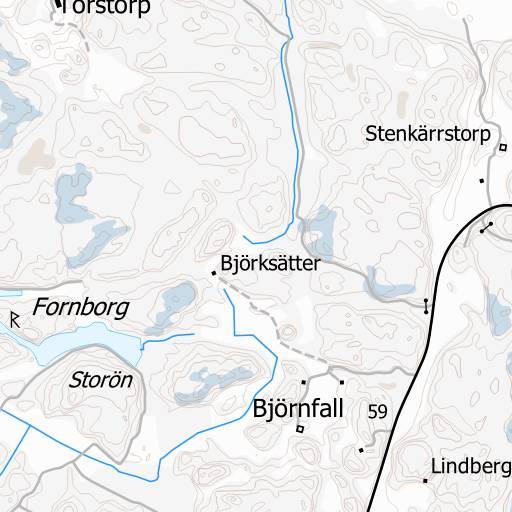 Torstorp
Stenkärrstorp
Björksätter
Fornborg
Storön
Björnfall
59
Lindberg